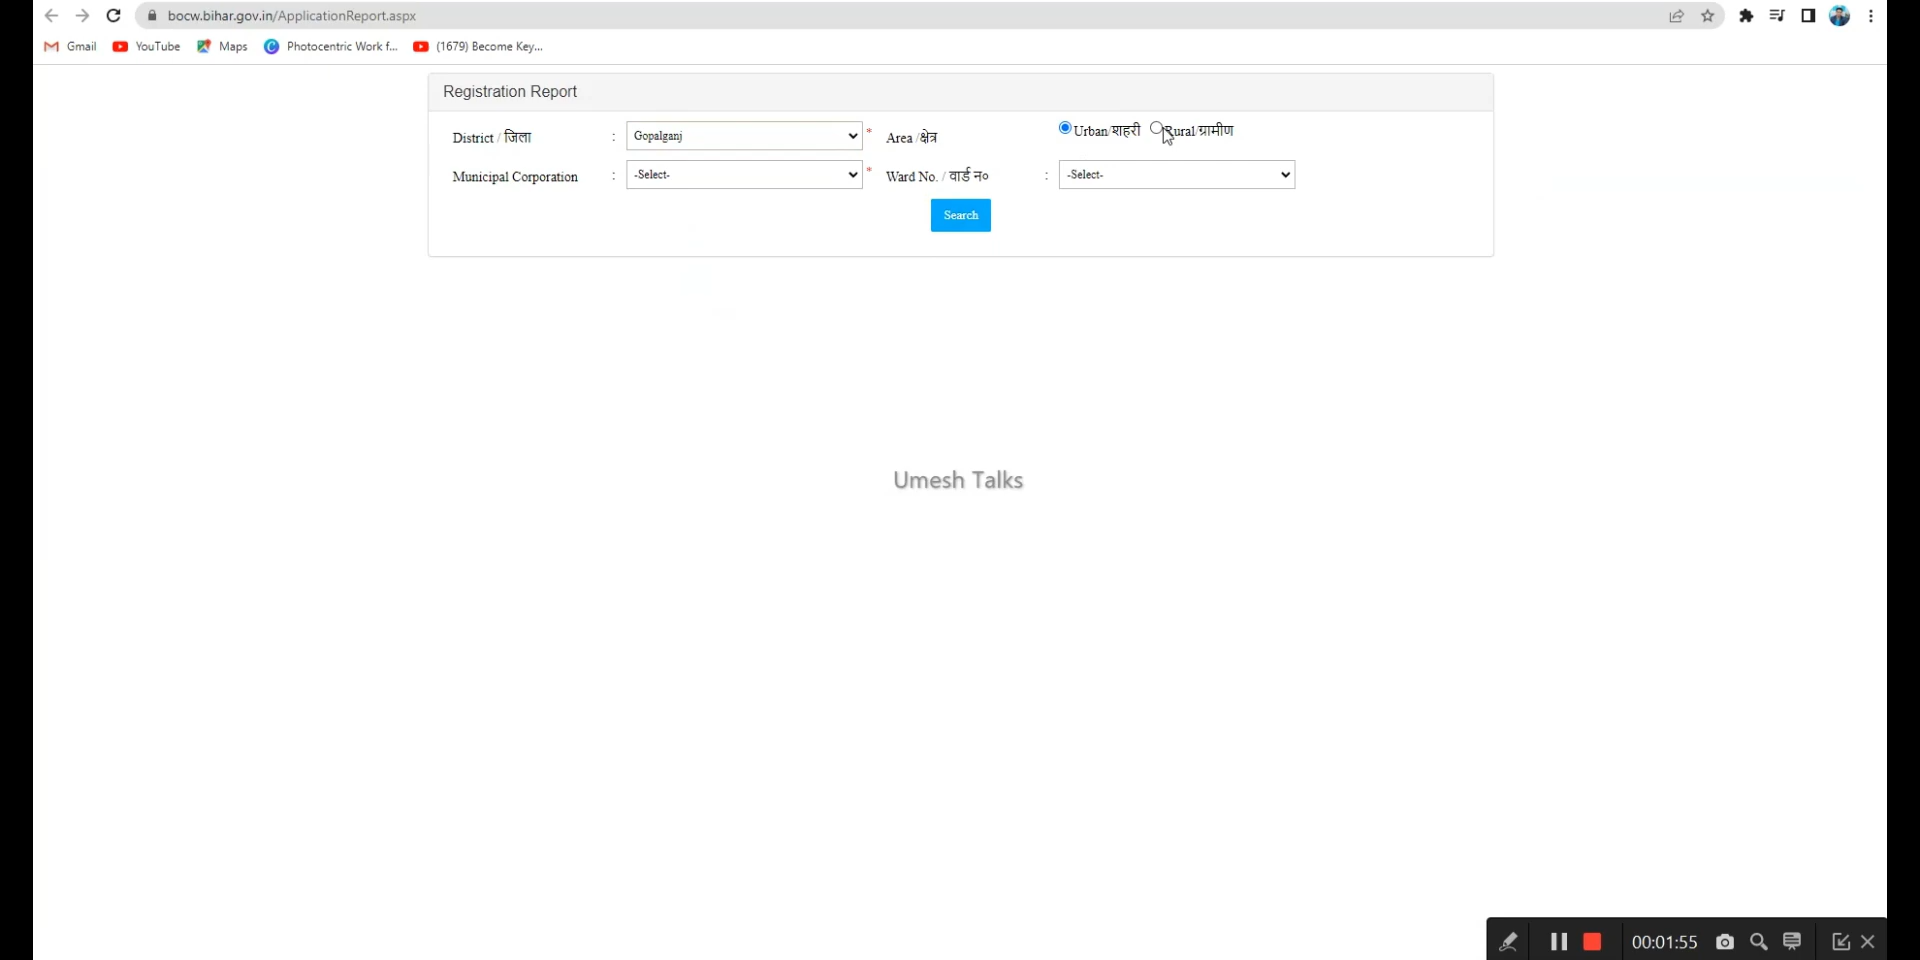 bocw.bihar.gov.in/ApplicationReport.aspx
Gmail YouTube Maps Photocentric Work f... (1679) Become Key...
Registration Report
District / जिला : Gopalganj * Area /क्षेत्र Urban/शहरी Rural/ग्रामीण
Municipal Corporation : -Select- * Ward No. / वार्ड न० : -Select-
Search
Umesh Talks
00:01:55